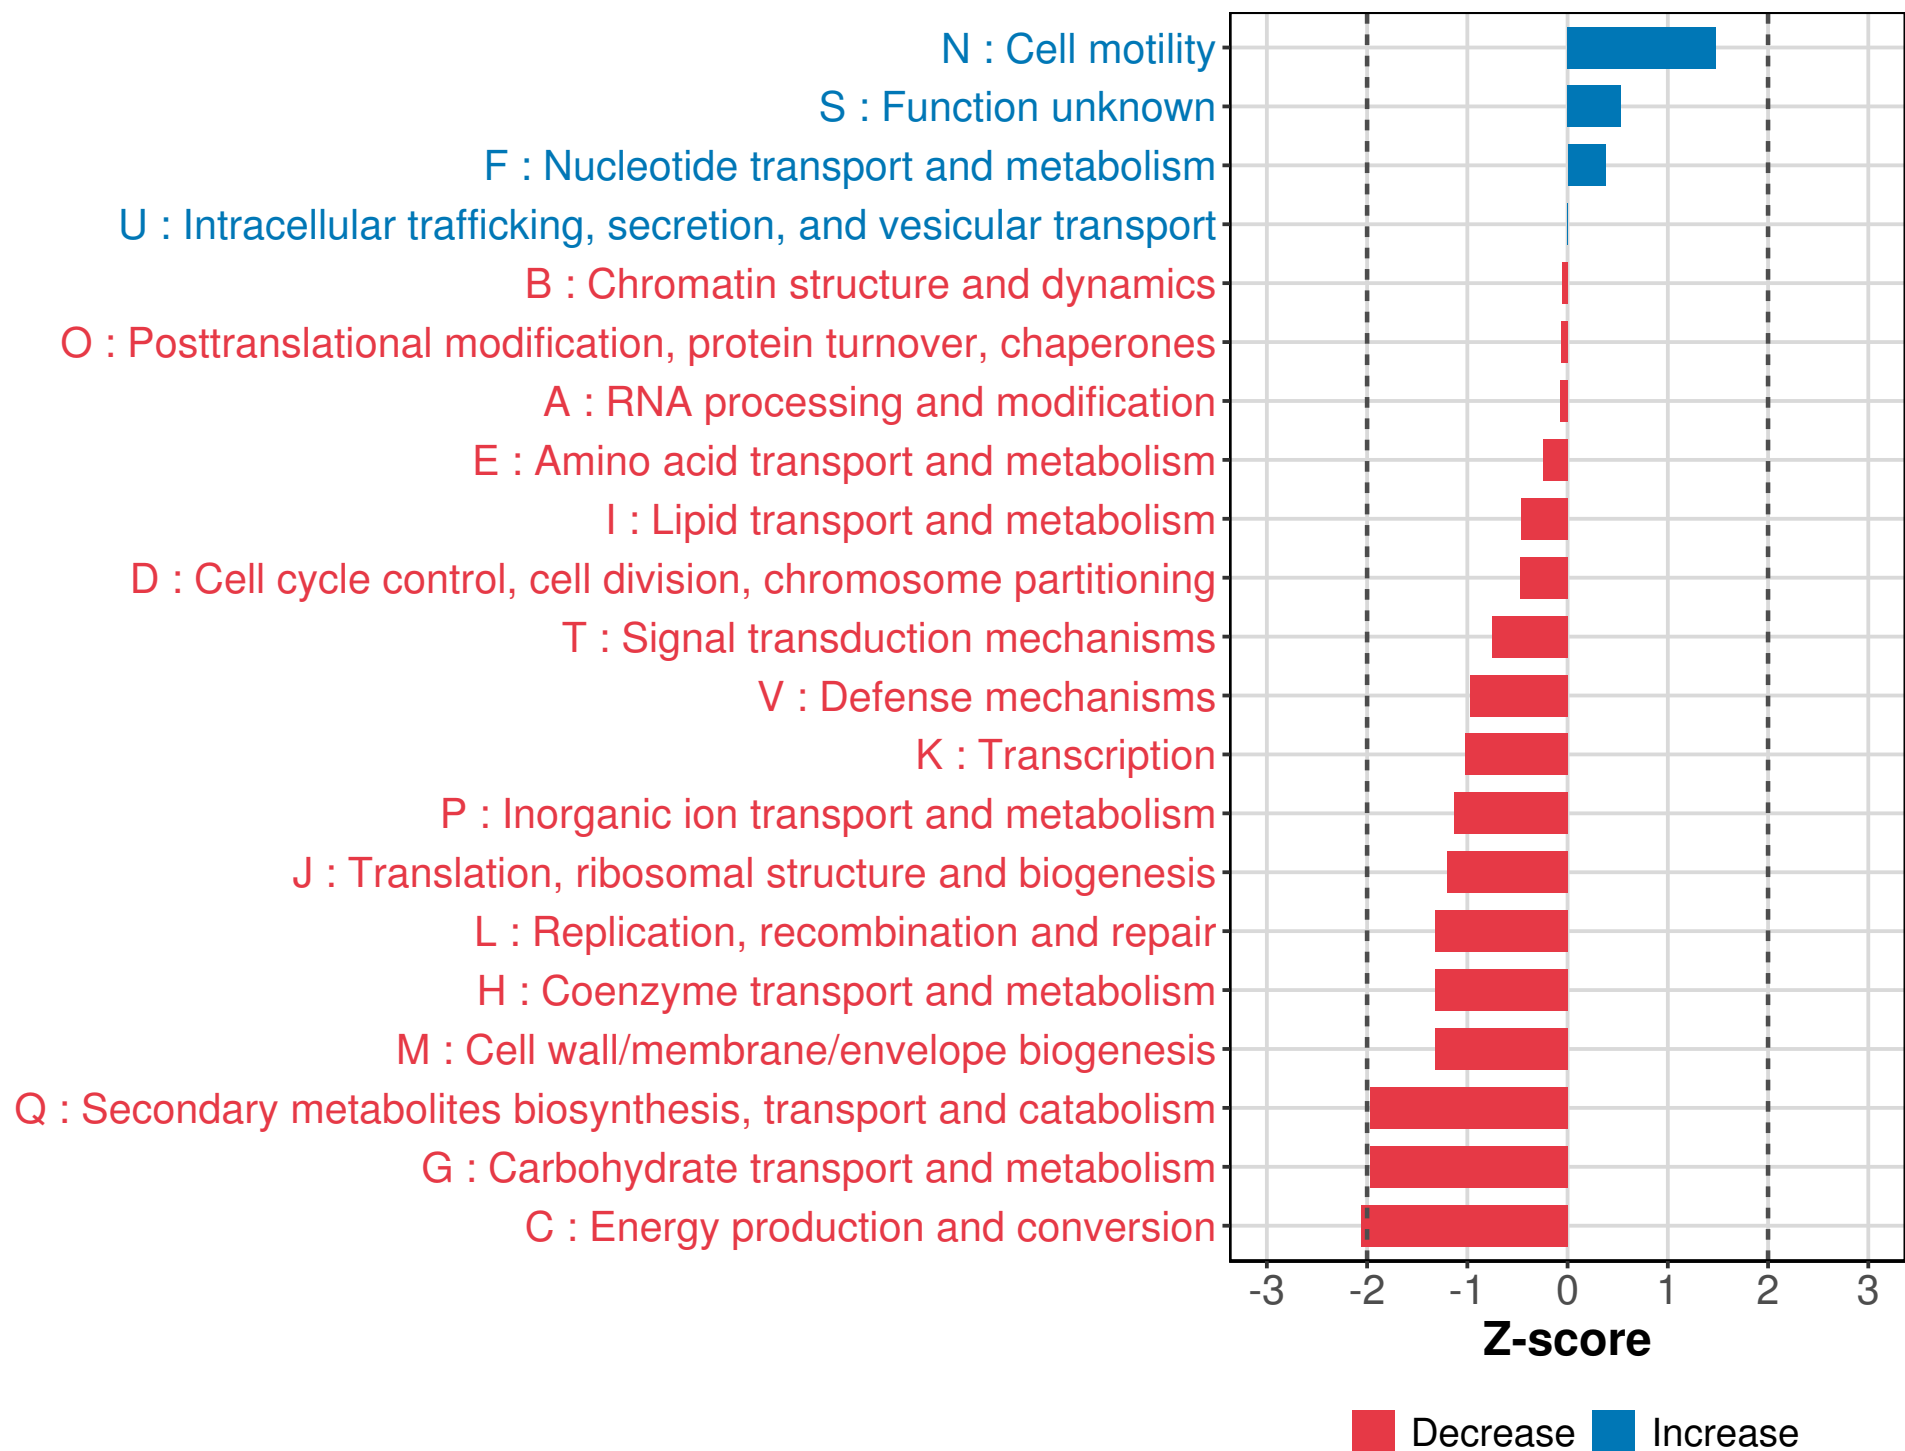 N : Cell motility
S : Function unknown
F : Nucleotide transport and metabolism
U : Intracellular trafficking, secretion, and vesicular transport
B : Chromatin structure and dynamics
O : Posttranslational modification, protein turnover, chaperones
A : RNA processing and modification
E : Amino acid transport and metabolism
I : Lipid transport and metabolism
D : Cell cycle control, cell division, chromosome partitioning
T : Signal transduction mechanisms
V : Defense mechanisms
K : Transcription
P : Inorganic ion transport and metabolism
J : Translation, ribosomal structure and biogenesis
L : Replication, recombination and repair
H : Coenzyme transport and metabolism
M : Cell wall/membrane/envelope biogenesis
Q : Secondary metabolites biosynthesis, transport and catabolism
G : Carbohydrate transport and metabolism
C : Energy production and conversion
-3 -2 -1 0 1 2 3
Z-score
Decrease Increase